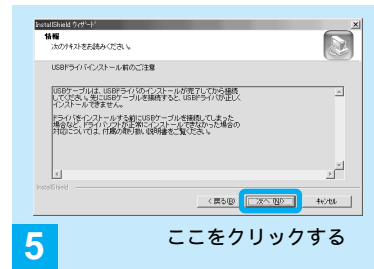 InstallShield ウィザード
情報
次のテキストをお読みください。
USBドライバインストール前のご注意
USBケーブルは、USBドライバのインストールが完了してから接続
してください。先にUSBケーブルを接続すると、USBドライバが正しく
インストールできません。
ドライバをインストールする前にUSBケーブルを接続してしまった
場合など、ドライバソフトが正常にインストールできなかった場合の
対応については、付属の取り扱い説明書をご覧ください。
InstallShield
< 戻る(B)
次へ(N) >
キャンセル
5
ここをクリックする